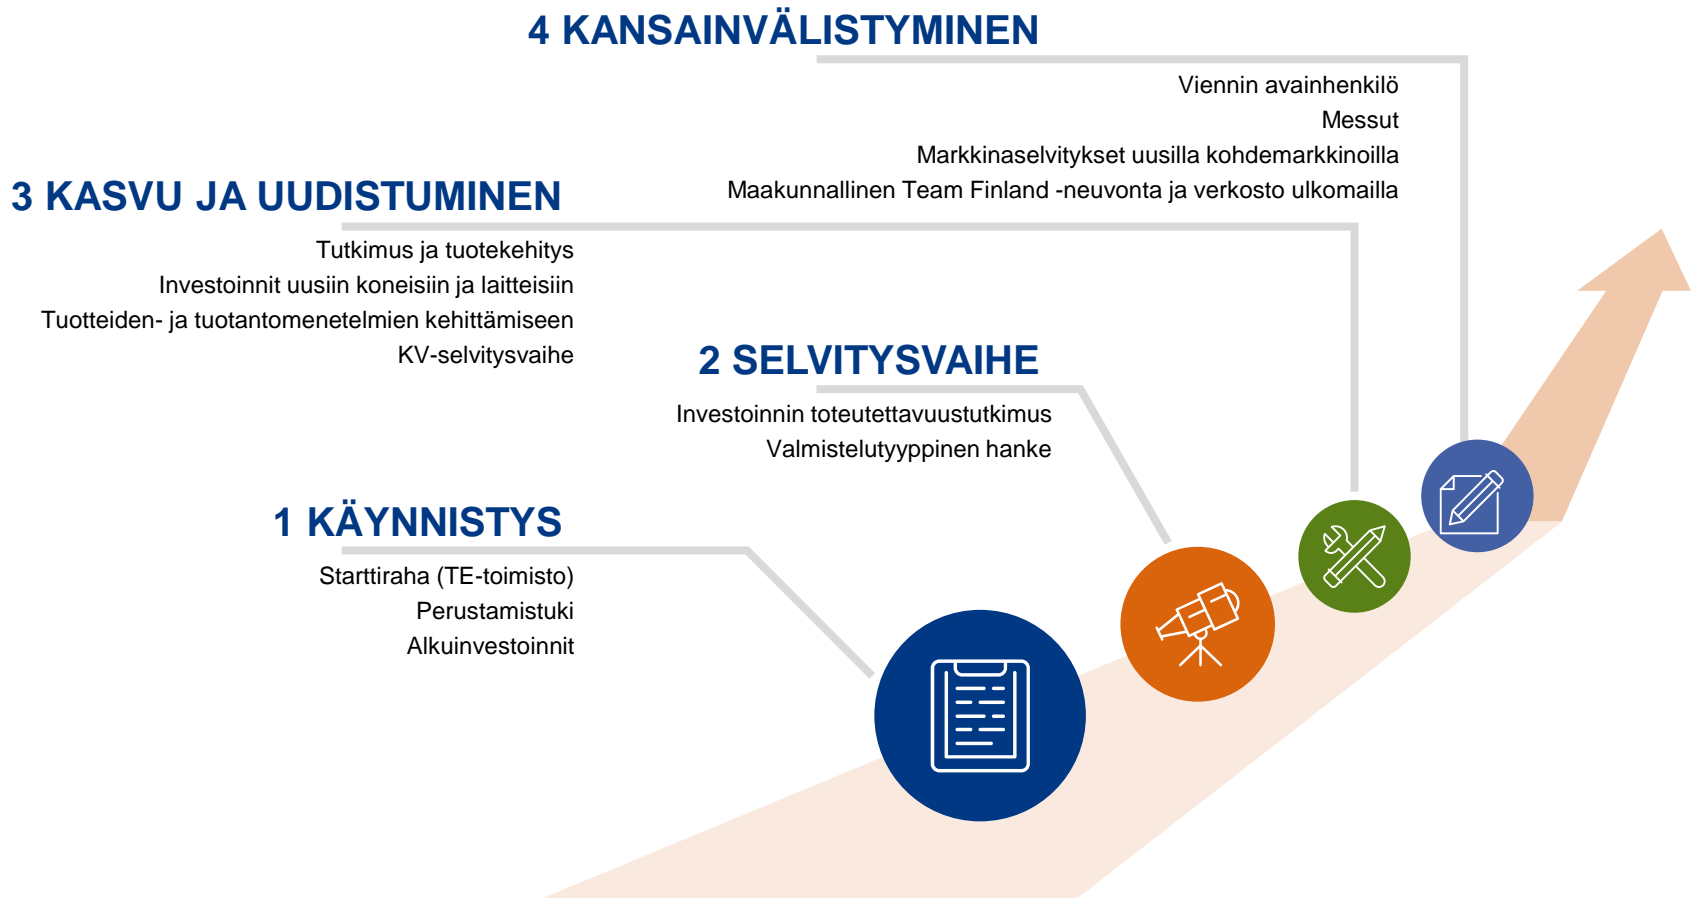 4 KANSAINVÄLISTYMINEN
Viennin avainhenkilö
Messut
Markkinaselvitykset uusilla kohdemarkkinoilla
Maakunnallinen Team Finland -neuvonta ja verkosto ulkomailla
3 KASVU JA UUDISTUMINEN
Tutkimus ja tuotekehitys
Investoinnit uusiin koneisiin ja laitteisiin
Tuotteiden- ja tuotantomenetelmien kehittämiseen
KV-selvitysvaihe
2 SELVITYSVAIHE
Investoinnin toteutettavuustutkimus
Valmistelutyyppinen hanke
1 KÄYNNISTYS
Starttiraha (TE-toimisto)
Perustamistuki
Alkuinvestoinnit